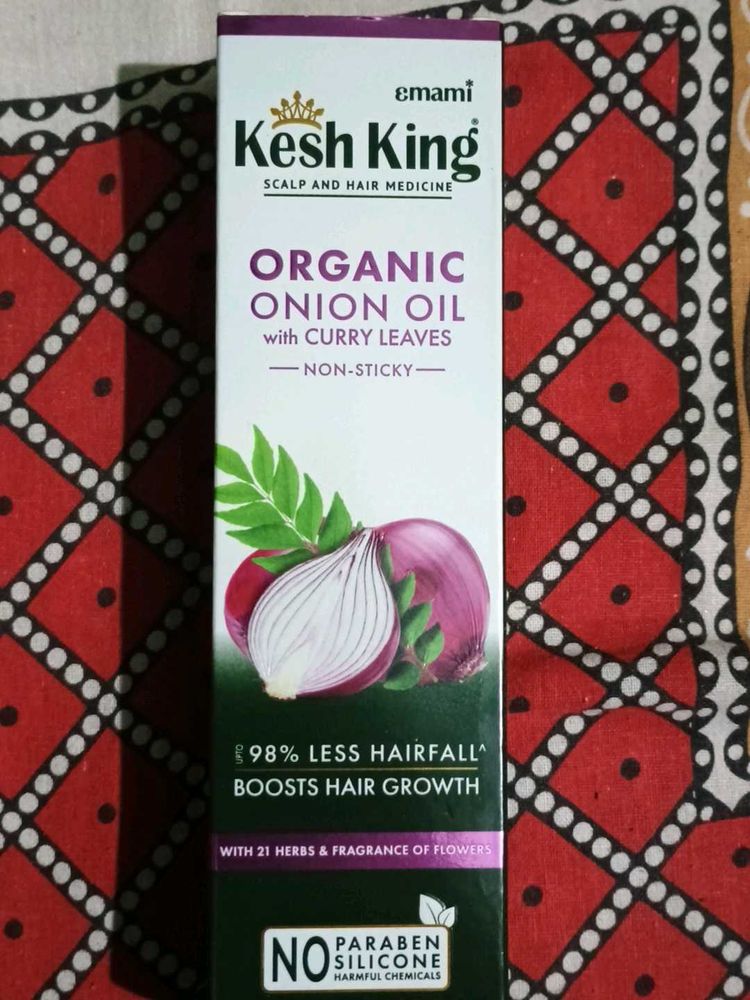 emami*
Kesh King®
SCALP AND HAIR MEDICINE
ORGANIC
ONION OIL
with CURRY LEAVES
NON-STICKY
UPTO 98% LESS HAIRFALL^
BOOSTS HAIR GROWTH
WITH 21 HERBS & FRAGRANCE OF FLOWERS
NO PARABEN
SILICONE
HARMFUL CHEMICALS